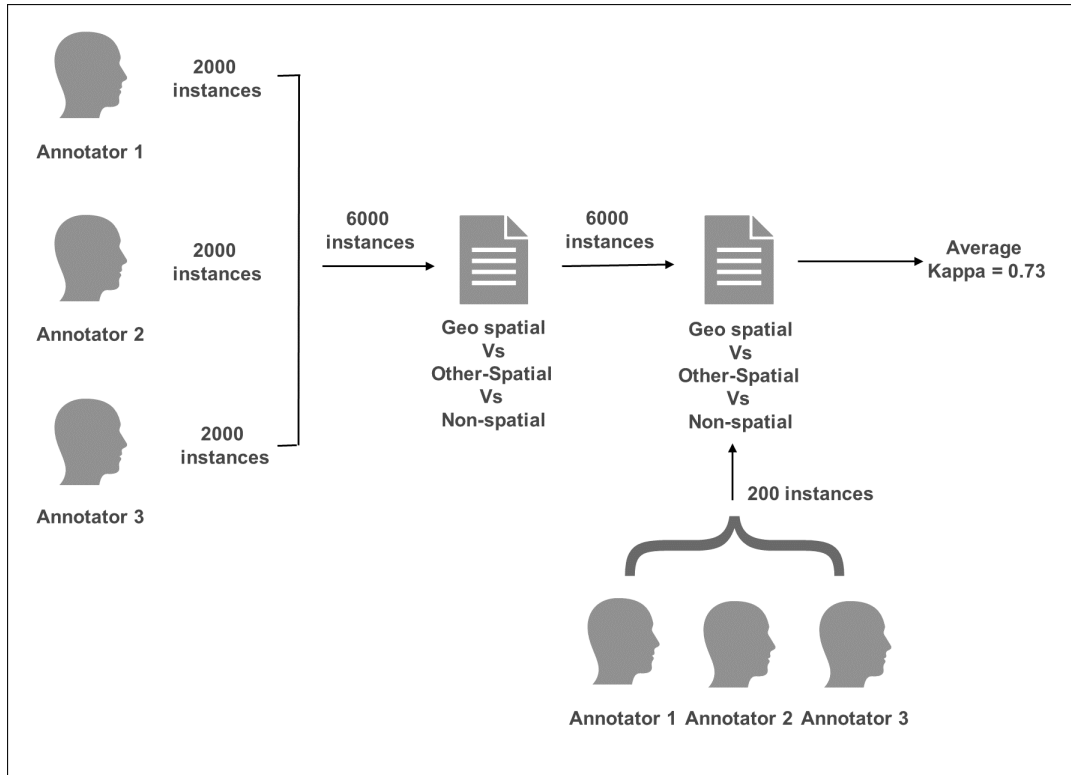 2000
instances
Annotator 1
2000
instances
Annotator 2
2000
instances
Annotator 3
6000
instances
Geo spatial
Vs
Other-Spatial
Vs
Non-spatial
6000
instances
Geo spatial
Vs
Other-Spatial
Vs
Non-spatial
Average
Kappa = 0.73
200 instances
Annotator 1 Annotator 2 Annotator 3